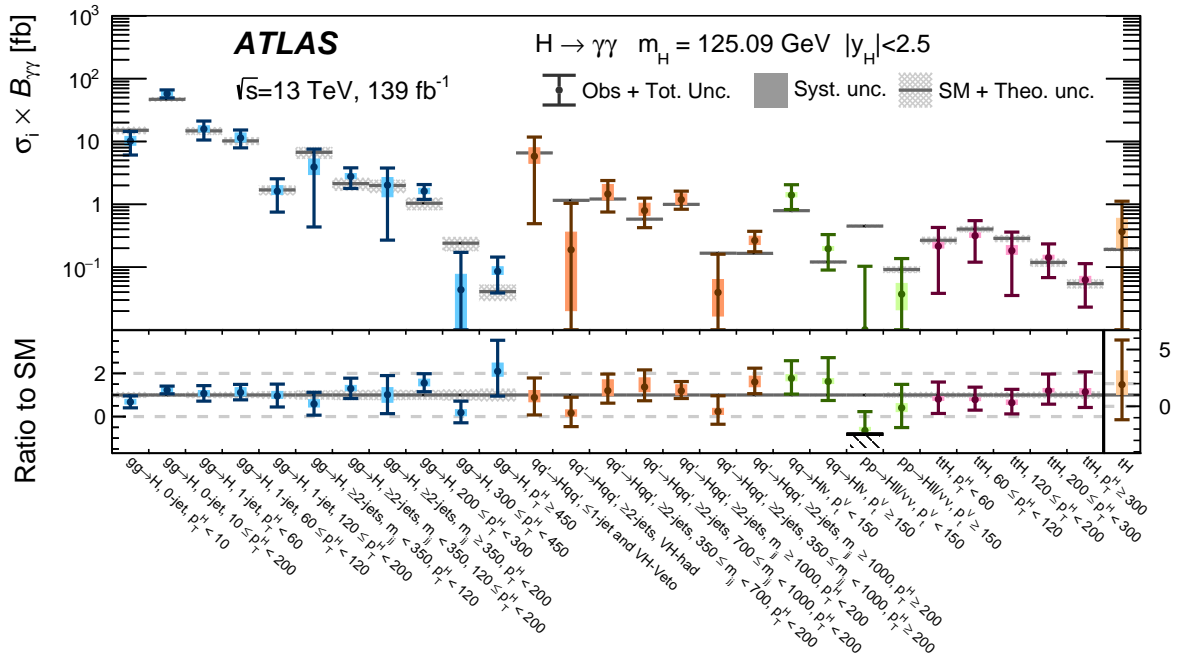 σ_i × B_γγ [fb]
10³
10²
10
1
10⁻¹
ATLAS
H → γγ m_H = 125.09 GeV |y_H|<2.5
√s=13 TeV, 139 fb⁻¹
Obs + Tot. Unc.
Syst. unc.
SM + Theo. unc.
Ratio to SM
2
0
5
0
gg→H, 0-jet, p_T^H < 10
gg→H, 0-jet, 10 ≤ p_T^H < 200
gg→H, 1-jet, p_T^H < 60
gg→H, 1-jet, 60 ≤ p_T^H < 120
gg→H, 1-jet, 120 ≤ p_T^H < 200
gg→H, ≥2-jets, m_jj < 350, p_T^H < 120
gg→H, ≥2-jets, m_jj < 350, 120 ≤ p_T^H < 200
gg→H, ≥2-jets, m_jj ≥ 350, p_T^H < 200
gg→H, 200 ≤ p_T^H < 300
gg→H, 300 ≤ p_T^H < 450
gg→H, p_T^H ≥ 450
qq'→Hqq', ≤1-jet and VH-Veto
qq'→Hqq', ≥2-jets, VH-had
qq'→Hqq', ≥2-jets, 350 ≤ m_jj < 700, p_T^H < 200
qq'→Hqq', ≥2-jets, 700 ≤ m_jj < 1000, p_T^H < 200
qq'→Hqq', ≥2-jets, m_jj ≥ 1000, p_T^H < 200
qq'→Hqq', ≥2-jets, 350 ≤ m_jj < 1000, p_T^H ≥ 200
qq'→Hqq', ≥2-jets, m_jj ≥ 1000, p_T^H ≥ 200
qq→Hlν, p_T^V < 150
qq→Hlν, p_T^V ≥ 150
pp→Hll/νν, p_T^V < 150
pp→Hll/νν, p_T^V ≥ 150
ttH, p_T^H < 60
ttH, 60 ≤ p_T^H < 120
ttH, 120 ≤ p_T^H < 200
ttH, 200 ≤ p_T^H < 300
ttH, p_T^H ≥ 300
tH